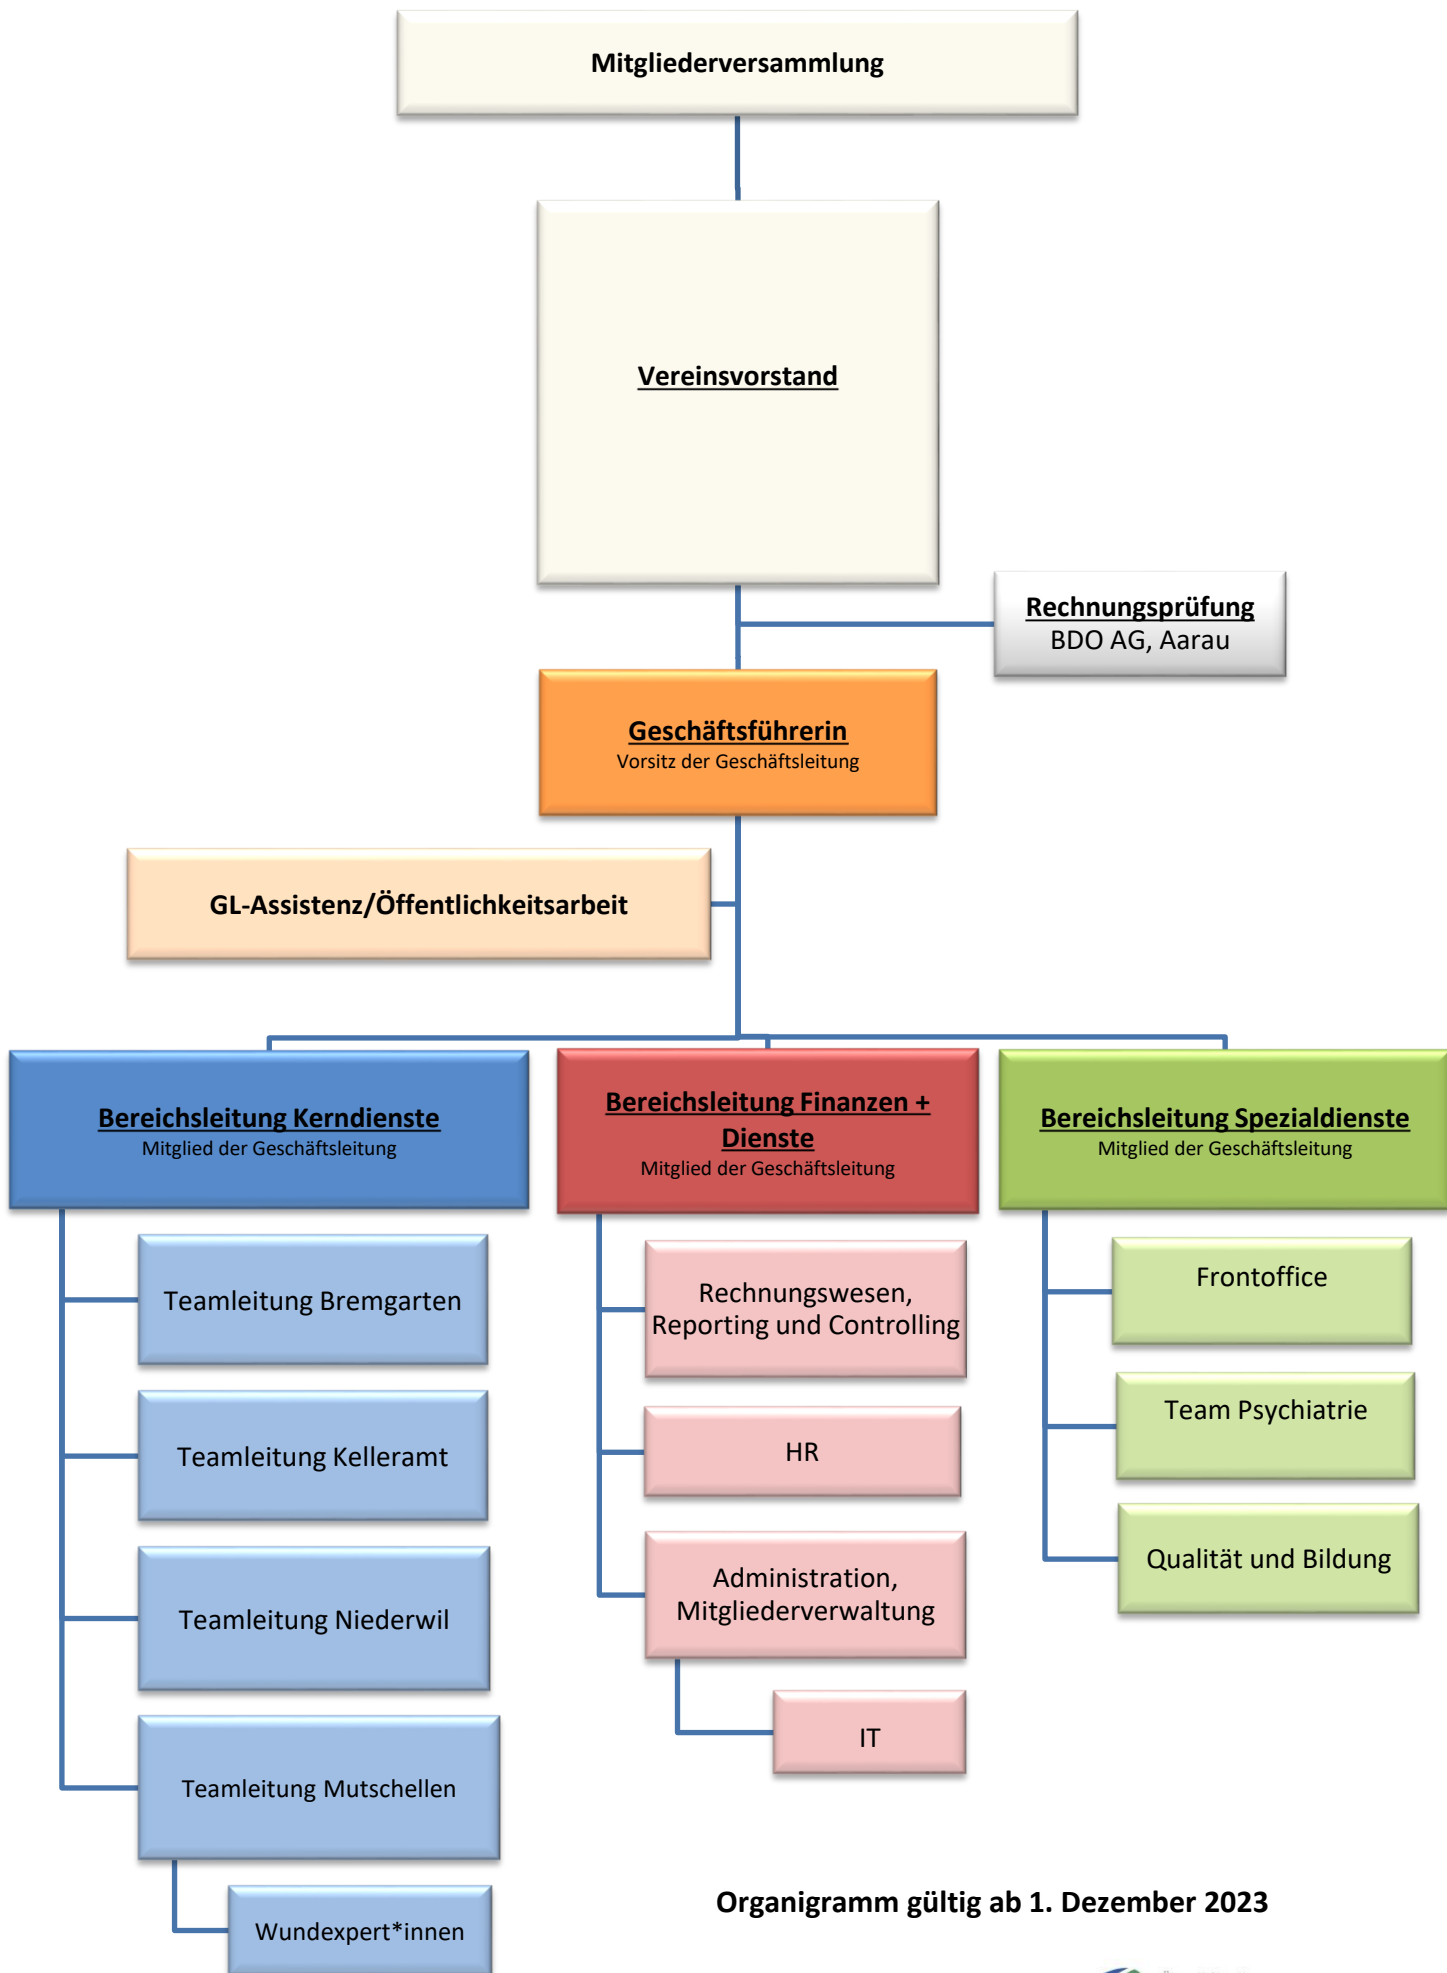 Mitgliederversammlung
Vereinsvorstand
Rechnungsprüfung
BDO AG, Aarau
Geschäftsführerin
Vorsitz der Geschäftsleitung
GL-Assistenz/Öffentlichkeitsarbeit
Bereichsleitung Kerndienste
Mitglied der Geschäftsleitung
Bereichsleitung Finanzen +
Dienste
Mitglied der Geschäftsleitung
Bereichsleitung Spezialdienste
Mitglied der Geschäftsleitung
Teamleitung Bremgarten
Teamleitung Kelleramt
Teamleitung Niederwil
Teamleitung Mutschellen
Wundexpert*innen
Rechnungswesen,
Reporting und Controlling
HR
Administration,
Mitgliederverwaltung
IT
Frontoffice
Team Psychiatrie
Qualität und Bildung
Organigramm gültig ab 1. Dezember 2023